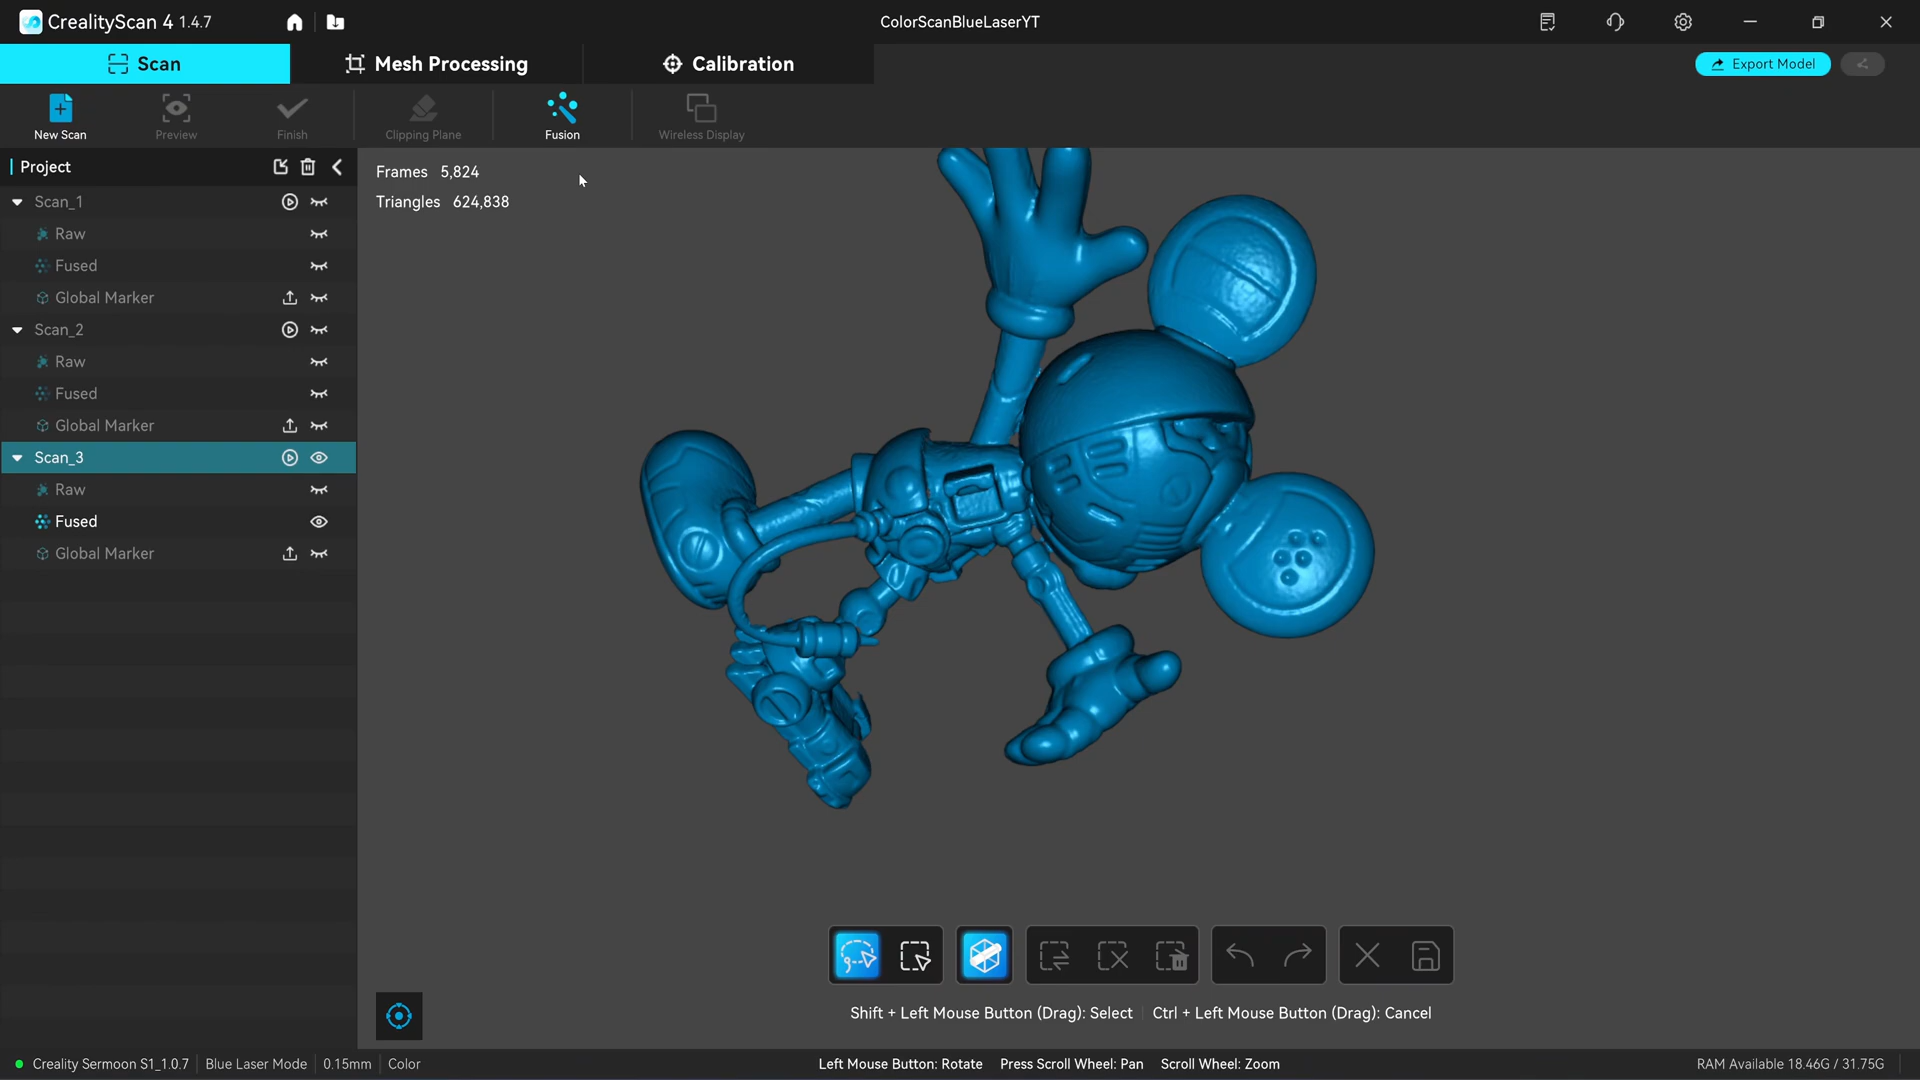 CrealityScan 4 1.4.7
ColorScanBlueLaserYT
Scan
Mesh Processing
Calibration
Export Model
New Scan
Preview
Finish
Clipping Plane
Fusion
Wireless Display
Project
Frames 5,824
Triangles 624,838
Scan_1
Raw
Fused
Global Marker
Scan_2
Raw
Fused
Global Marker
Scan_3
Raw
Fused
Global Marker
Shift + Left Mouse Button (Drag): Select Ctrl + Left Mouse Button (Drag): Cancel
Creality Sermoon S1_1.0.7 Blue Laser Mode 0.15mm Color
Left Mouse Button: Rotate Press Scroll Wheel: Pan Scroll Wheel: Zoom
RAM Available 18.46G / 31.75G